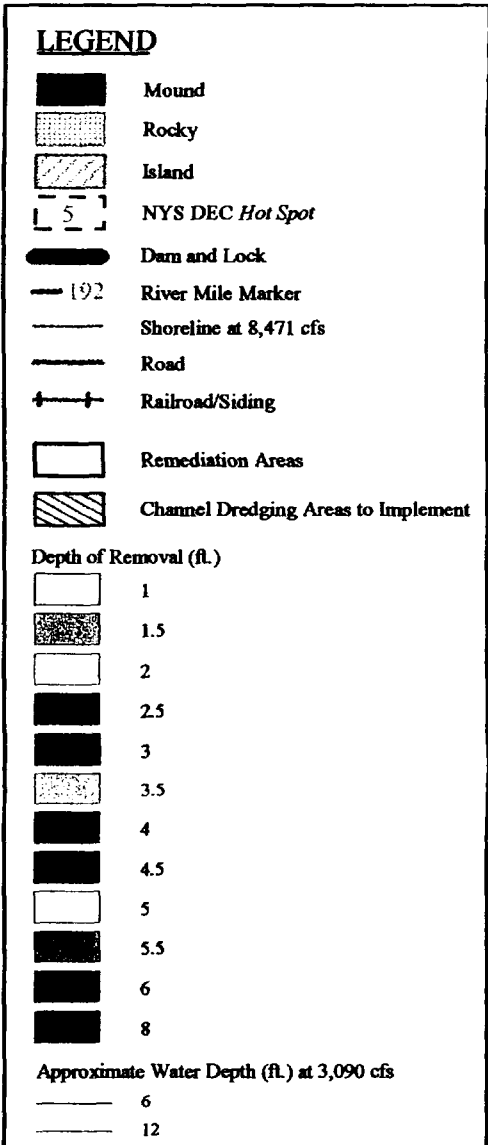 LEGEND
Mound
Rocky
Island
5 NYS DEC Hot Spot
Dam and Lock
192 River Mile Marker
Shoreline at 8,471 cfs
Road
Railroad/Siding
Remediation Areas
Channel Dredging Areas to Implement
Depth of Removal (ft.)
1
1.5
2
2.5
3
3.5
4
4.5
5
5.5
6
8
Approximate Water Depth (ft.) at 3,090 cfs
6
12